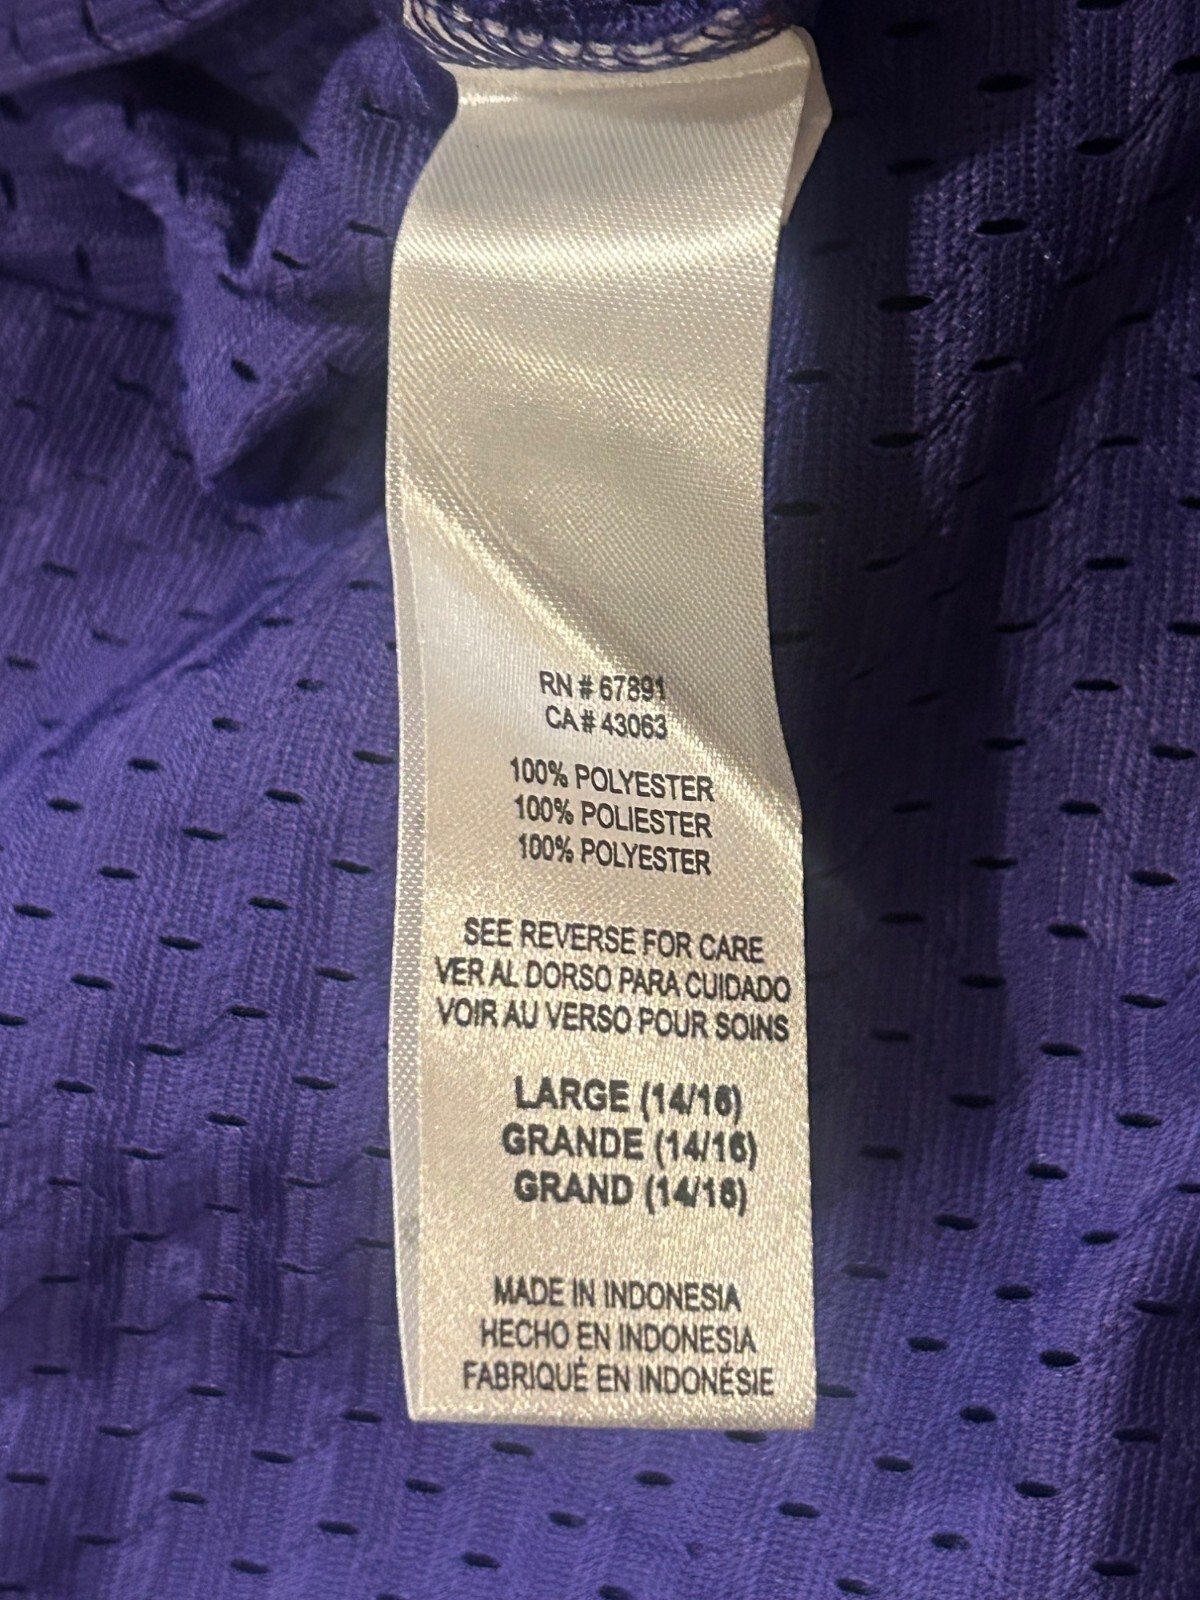 RN # 67891
CA # 43063
100% POLYESTER
100% POLIESTER
100% POLYESTER
SEE REVERSE FOR CARE
VER AL DORSO PARA CUIDADO
VOIR AU VERSO POUR SOINS
LARGE (14/16)
GRANDE (14/16)
GRAND (14/16)
MADE IN INDONESIA
HECHO EN INDONESIA
FABRIQUÉ EN INDONÉSIE